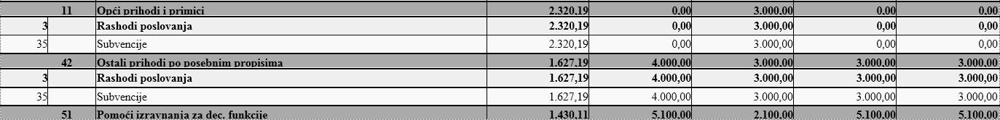 11 Opći prihodi i primici 2.320,19 0,00 3.000,00 0,00 0,00
3 Rashodi poslovanja 2.320,19 0,00 3.000,00 0,00 0,00
35 Subvencije 2.320,19 0,00 3.000,00 0,00 0,00
42 Ostali prihodi po posebnim propisima 1.627,19 4.000,00 3.000,00 3.000,00 3.000,00
3 Rashodi poslovanja 1.627,19 4.000,00 3.000,00 3.000,00 3.000,00
35 Subvencije 1.627,19 4.000,00 3.000,00 3.000,00 3.000,00
51 Pomoći izravnanja za dec. funkcije 1.430,11 5.100,00 2.100,00 5.100,00 5.100,00